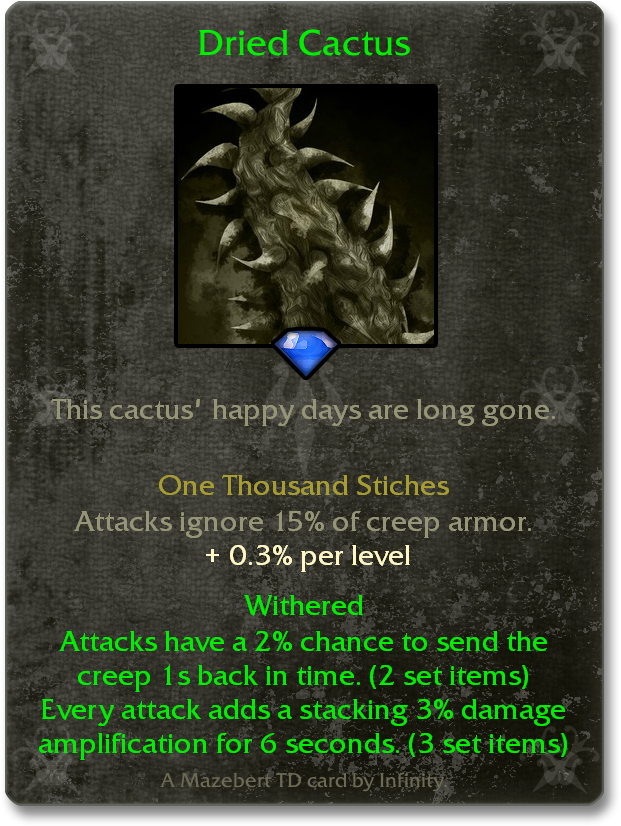 Dried Cactus
This cactus' happy days are long gone.
One Thousand Stiches
Attacks ignore 15% of creep armor.
+ 0.3% per level
Withered
Attacks have a 2% chance to send the
creep 1s back in time. (2 set items)
Every attack adds a stacking 3% damage
amplification for 6 seconds. (3 set items)
A Mazebert TD card by Infinity.